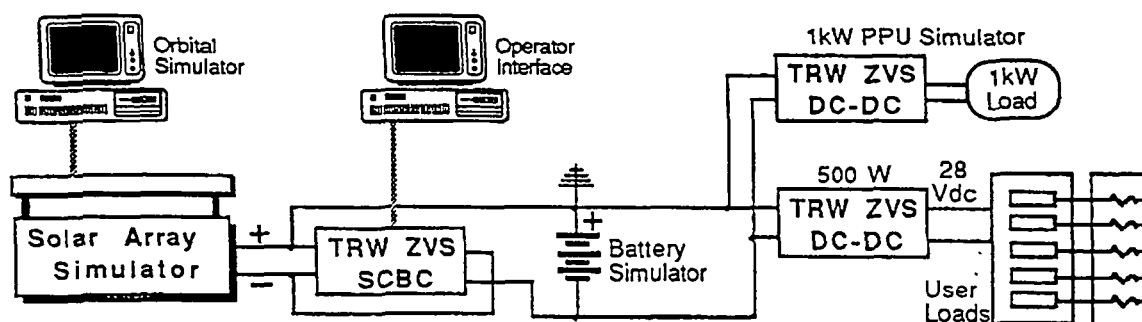 Orbital
Simulator
Operator
Interface
1kW PPU Simulator
TRW ZVS
DC-DC
1kW
Load
Solar Array
Simulator
+
−
TRW ZVS
SCBC
+
Battery
Simulator
500 W
TRW ZVS
DC-DC
28
Vdc
User
Loads